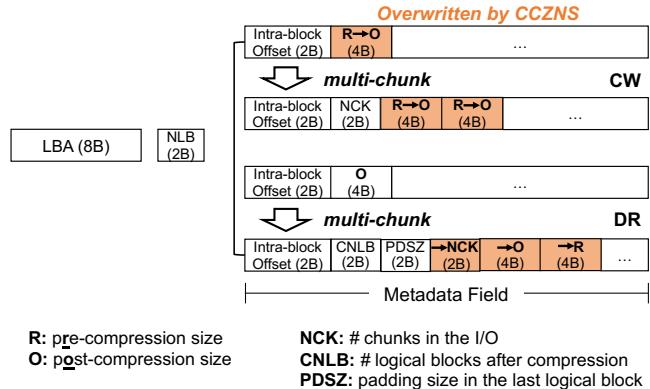 Overwritten by CCZNS
Intra-block Offset (2B)
R→O (4B)
...
multi-chunk
CW
Intra-block Offset (2B)
NCK (2B)
R→O (4B)
R→O (4B)
...
LBA (8B)
NLB (2B)
Intra-block Offset (2B)
O (4B)
...
multi-chunk
DR
Intra-block Offset (2B)
CNLB (2B)
PDSZ (2B)
→NCK (2B)
→O (4B)
→R (4B)
...
Metadata Field
R: pre-compression size
O: post-compression size
NCK: # chunks in the I/O
CNLB: # logical blocks after compression
PDSZ: padding size in the last logical block